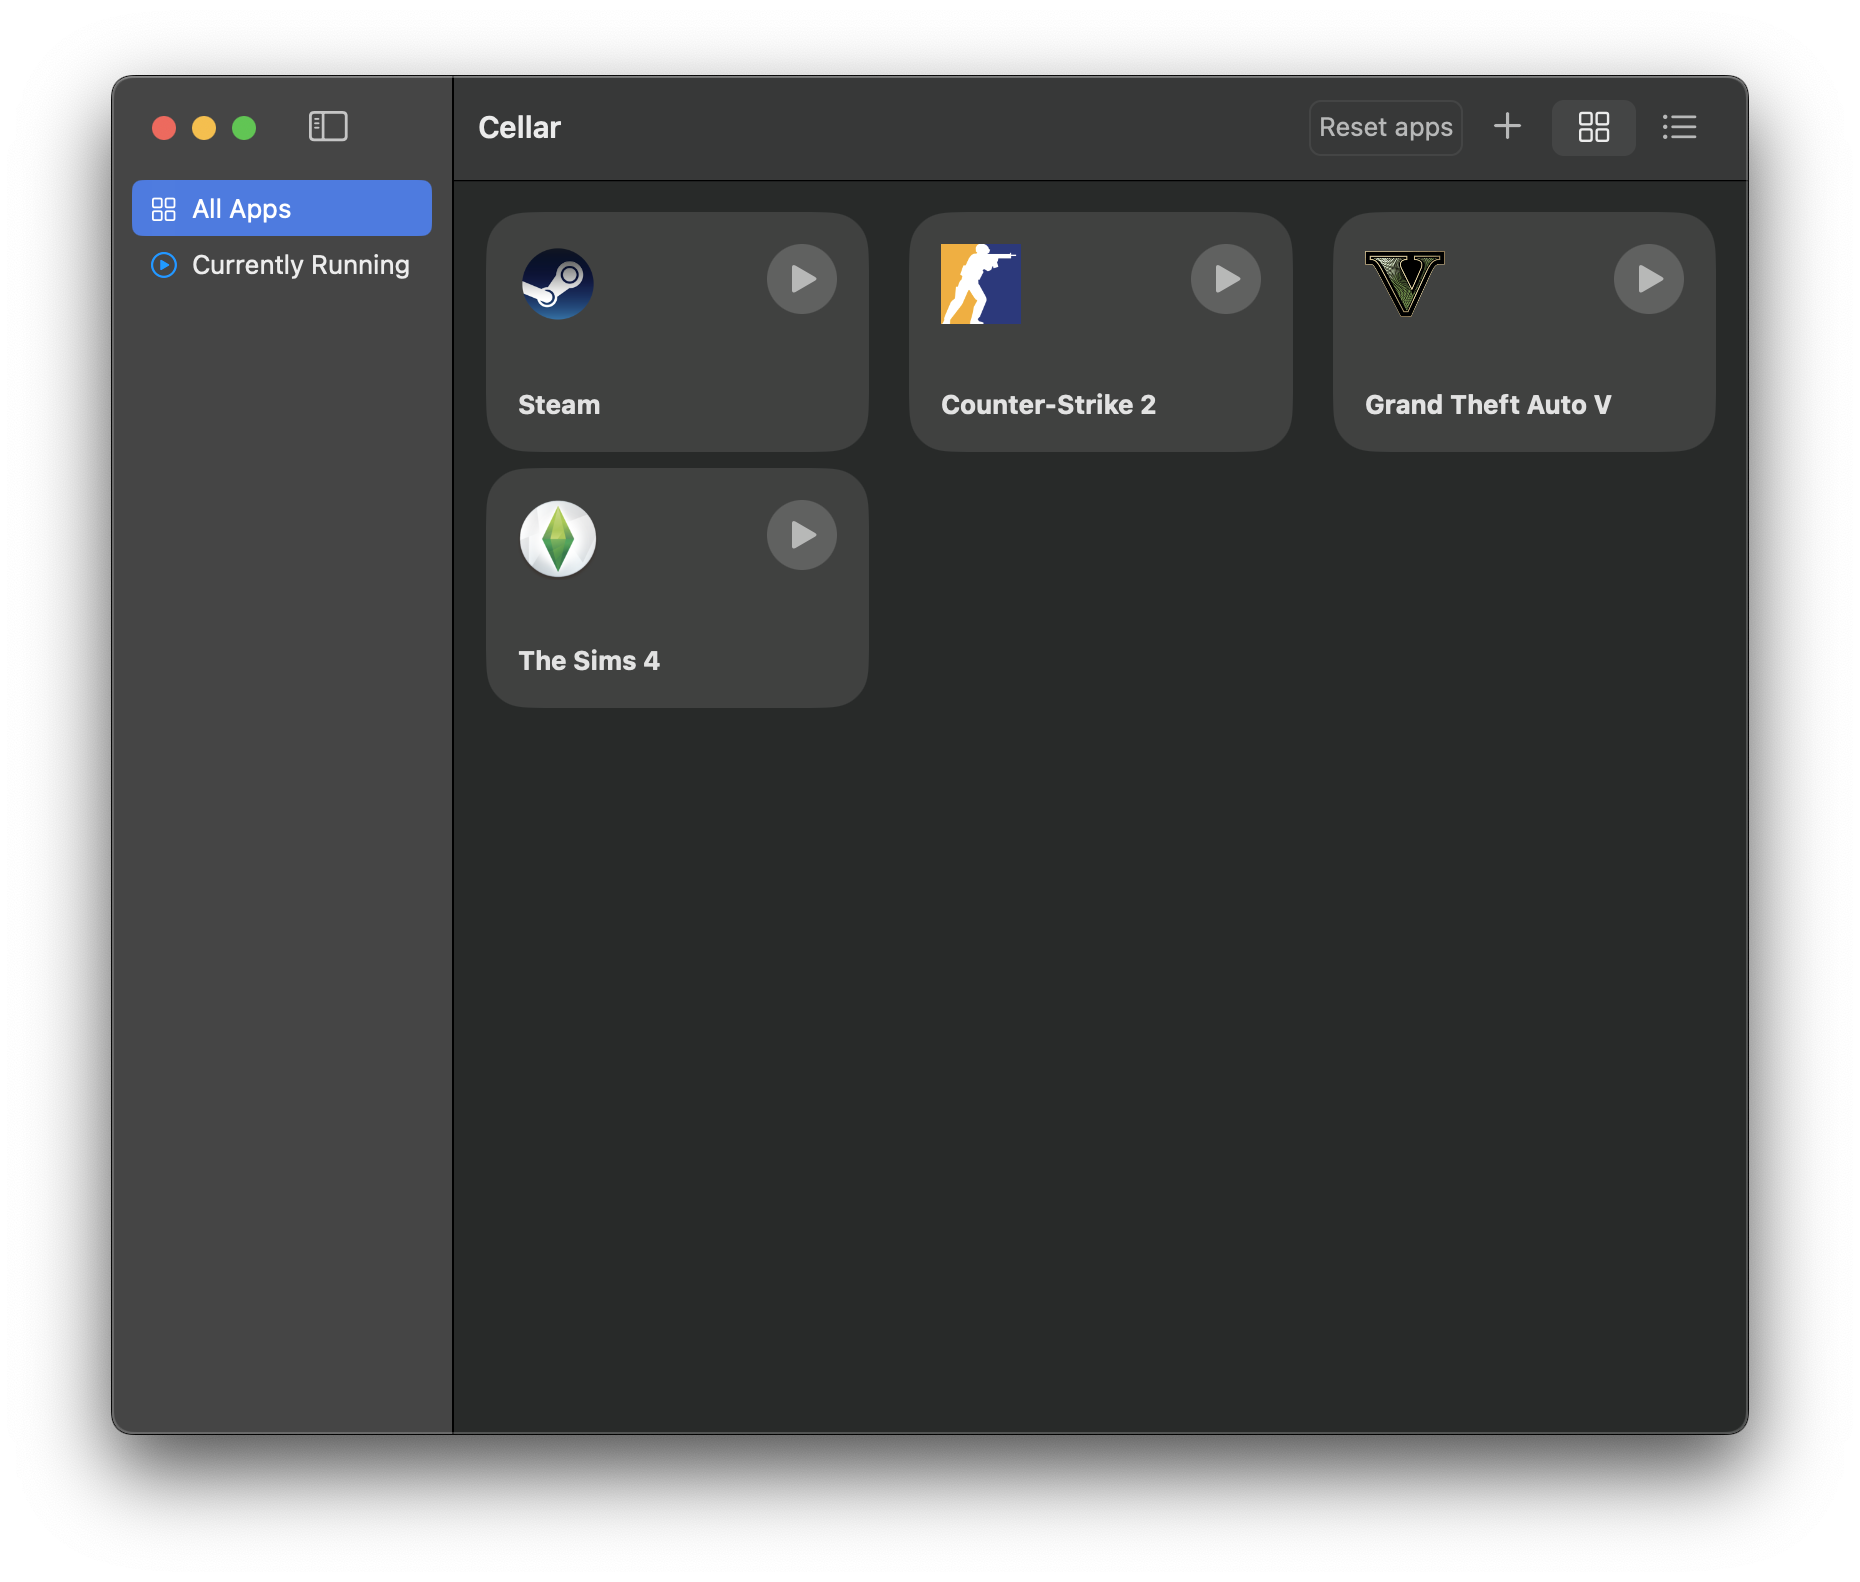 Cellar
Reset apps
All Apps
Currently Running
Steam
Counter-Strike 2
Grand Theft Auto V
The Sims 4